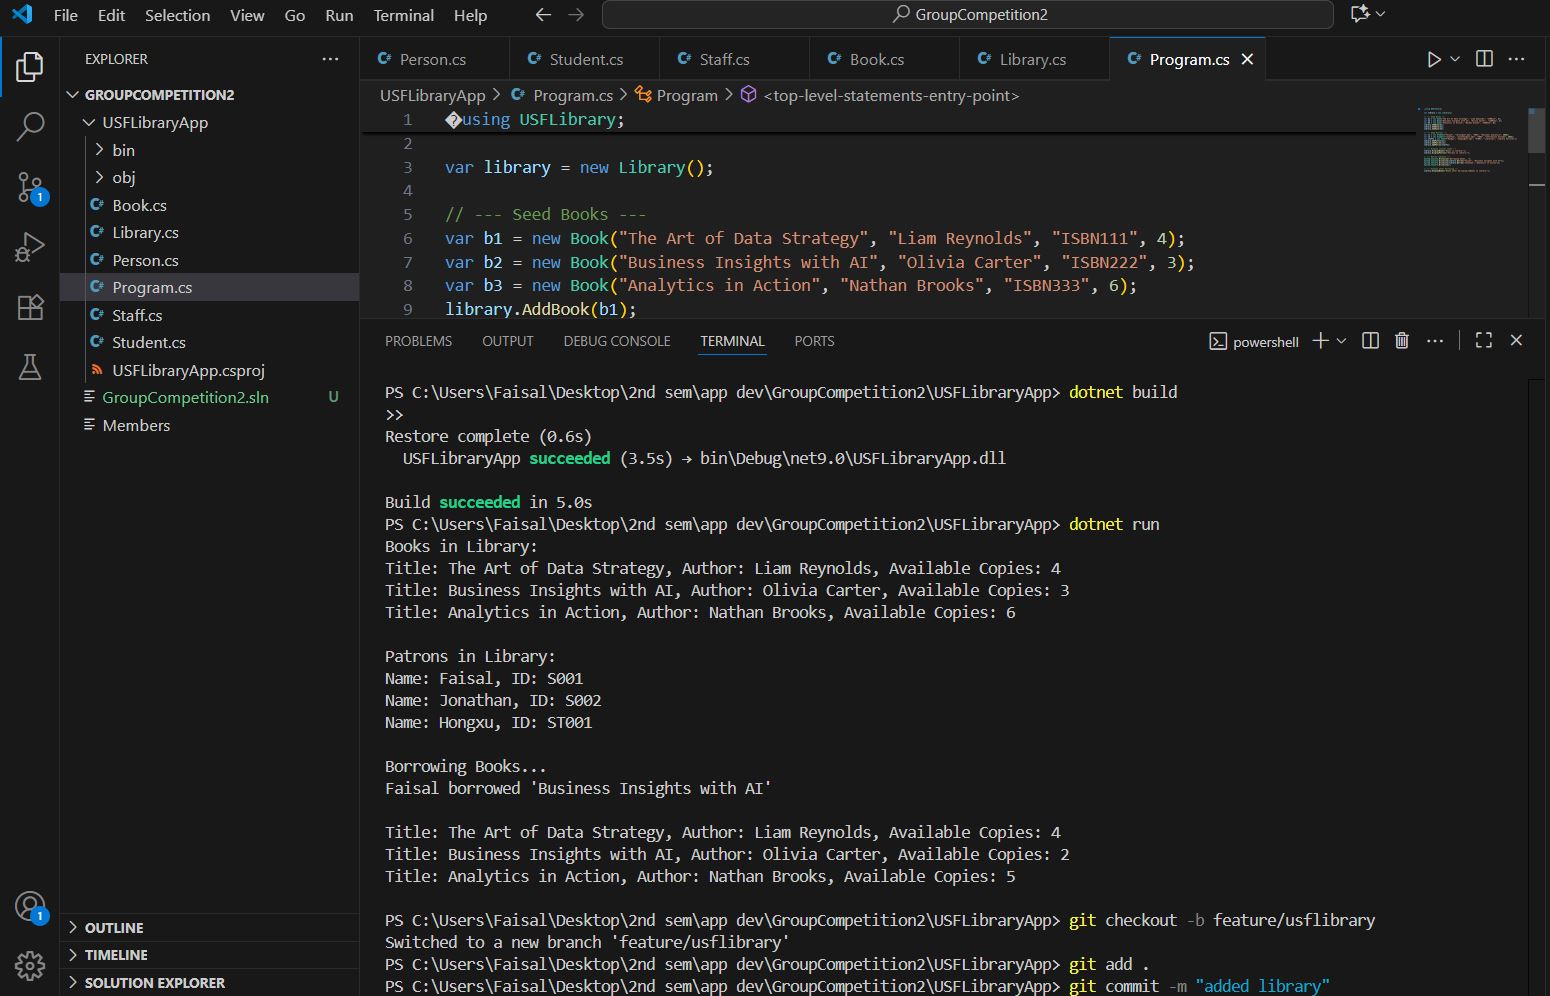 File Edit Selection View Go Run Terminal Help
GroupCompetition2
EXPLORER
GROUPCOMPETITION2
USFLibraryApp
bin
obj
Book.cs
Library.cs
Person.cs
Program.cs
Staff.cs
Student.cs
USFLibraryApp.csproj
GroupCompetition2.sln U
Members
OUTLINE
TIMELINE
SOLUTION EXPLORER
1
1
Person.cs Student.cs Staff.cs Book.cs Library.cs Program.cs
USFLibraryApp > Program.cs > Program > <top-level-statements-entry-point>
1 �using USFLibrary;
2
3 var library = new Library();
4
5 // --- Seed Books ---
6 var b1 = new Book("The Art of Data Strategy", "Liam Reynolds", "ISBN111", 4);
7 var b2 = new Book("Business Insights with AI", "Olivia Carter", "ISBN222", 3);
8 var b3 = new Book("Analytics in Action", "Nathan Brooks", "ISBN333", 6);
9 library.AddBook(b1);
PROBLEMS OUTPUT DEBUG CONSOLE TERMINAL PORTS powershell
PS C:\Users\Faisal\Desktop\2nd sem\app dev\GroupCompetition2\USFLibraryApp> dotnet build
>>
Restore complete (0.6s)
USFLibraryApp succeeded (3.5s) → bin\Debug\net9.0\USFLibraryApp.dll
Build succeeded in 5.0s
PS C:\Users\Faisal\Desktop\2nd sem\app dev\GroupCompetition2\USFLibraryApp> dotnet run
Books in Library:
Title: The Art of Data Strategy, Author: Liam Reynolds, Available Copies: 4
Title: Business Insights with AI, Author: Olivia Carter, Available Copies: 3
Title: Analytics in Action, Author: Nathan Brooks, Available Copies: 6
Patrons in Library:
Name: Faisal, ID: S001
Name: Jonathan, ID: S002
Name: Hongxu, ID: ST001
Borrowing Books...
Faisal borrowed 'Business Insights with AI'
Title: The Art of Data Strategy, Author: Liam Reynolds, Available Copies: 4
Title: Business Insights with AI, Author: Olivia Carter, Available Copies: 2
Title: Analytics in Action, Author: Nathan Brooks, Available Copies: 5
PS C:\Users\Faisal\Desktop\2nd sem\app dev\GroupCompetition2\USFLibraryApp> git checkout -b feature/usflibrary
Switched to a new branch 'feature/usflibrary'
PS C:\Users\Faisal\Desktop\2nd sem\app dev\GroupCompetition2\USFLibraryApp> git add .
PS C:\Users\Faisal\Desktop\2nd sem\app dev\GroupCompetition2\USFLibraryApp> git commit -m "added library"